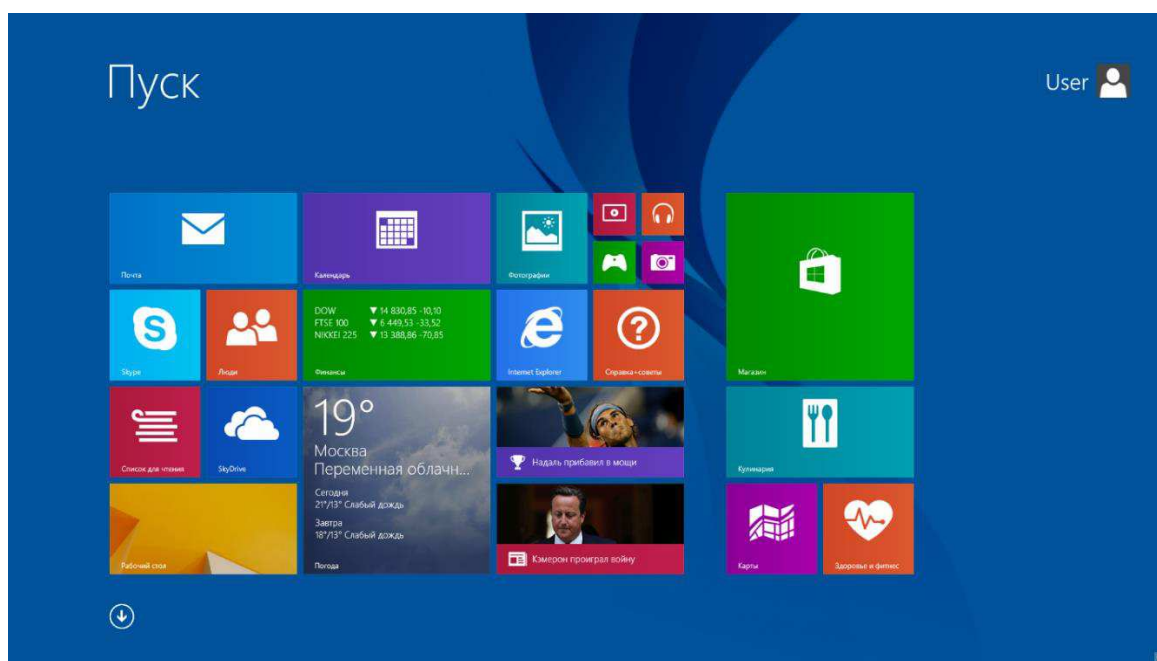 Пуск
User
Почта
Календарь
Фотографии
Skype
Люди
DOW ▼ 14 830,85 -10,10
FTSE 100 ▼ 6 449,53 -33,52
NIKKEI 225 ▼ 13 388,86 -70,85
Финансы
Internet Explorer
Справка+советы
Магазин
Список для чтения
SkyDrive
19°
Москва
Переменная облачн...
Сегодня
21°/13° Слабый дождь
Завтра
18°/13° Слабый дождь
Погода
Надаль прибавил в мощи
Кулинария
Рабочий стол
Кэмерон проиграл войну
Карты
Здоровье и фитнес